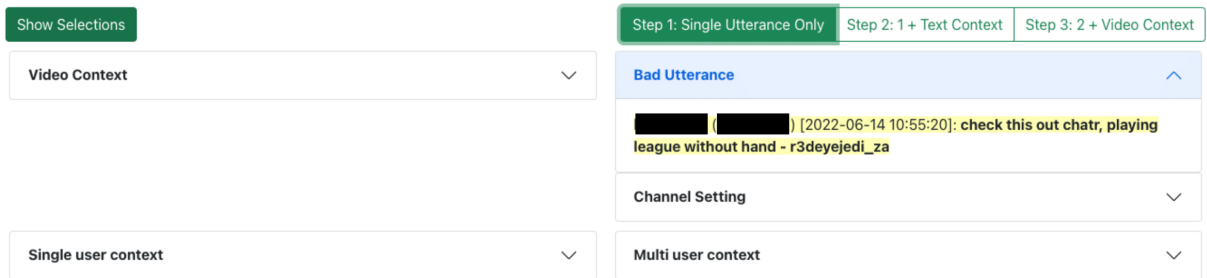 Show Selections
Step 1: Single Utterance Only
Step 2: 1 + Text Context
Step 3: 2 + Video Context
Video Context
Bad Utterance
( ) [2022-06-14 10:55:20]: check this out chatr, playing
league without hand - r3deyejedi_za
Channel Setting
Single user context
Multi user context